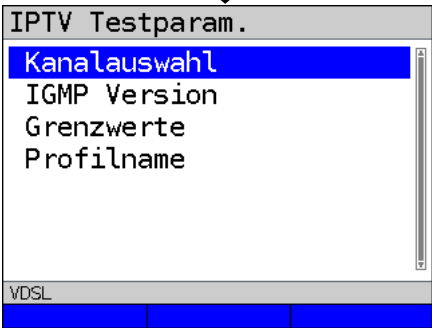 IPTV Testparam.
Kanalauswahl
IGMP Version
Grenzwerte
Profilname
VDSL